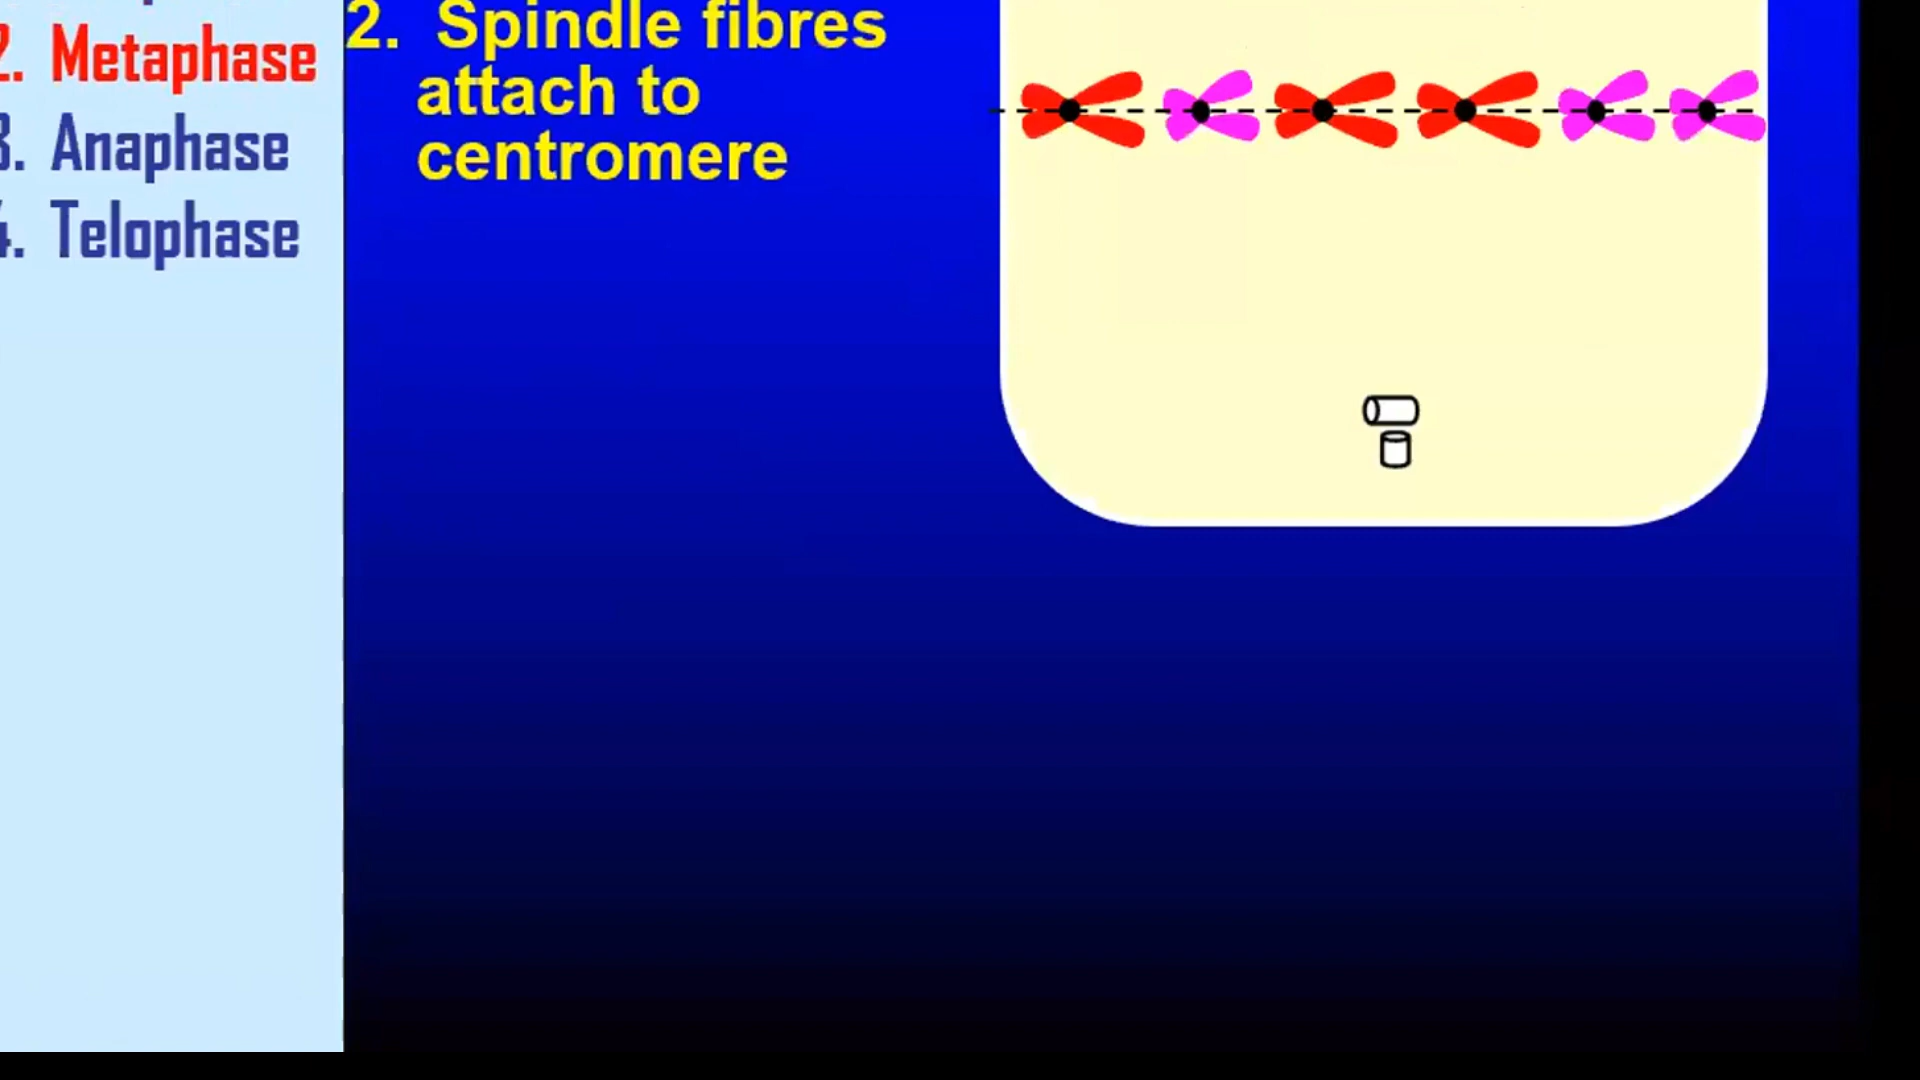 2. Metaphase
3. Anaphase
4. Telophase
2. Spindle fibres
attach to
centromere